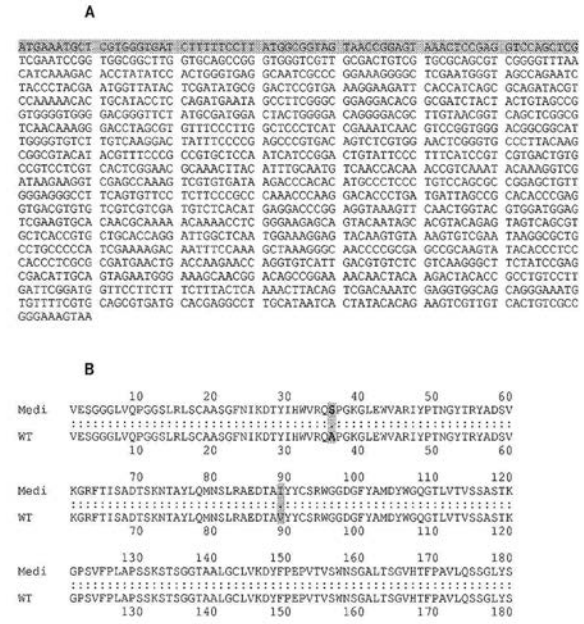 A
ATGAAATGCT CGTGGGTGAT CTTTTTCCTT ATGGCGGTAG TAACCGGAGT AAACTCCGAG GTCCAGCTCG
TCGAATCCGG TGGCGGCTTG GTGCAGCCGG GTGGGTCGTT GCGACTGTCG TGCGCAGCGT CGGGGTTTAA
CATCAAAGAC ACCTATATCC ACTGGGTGAG GCAATCGCCC GGAAAGGGGC TCGAATGGGT AGCCAGAATC
TACCCTACGA ATGGTTATAC TCGATATGCG GACTCCGTGA AAGGAAGATT CACCATCAGC GCAGATACGT
CCAAAAACAC TGCATACCTC CAGATGAATA GCCTTCGGGC GGAGGACACG GCGATCTACT ACTGTAGCCG
GTGGGGTGGG GACGGGTTCT ATGCGATGGA CTACTGGGGA CAGGGGACGC TTGTAACGGT CAGCTCGGCG
TCAACAAAGG GACCTAGCGT GTTTCCCTTG GCTCCCTCAT CGAAATCAAC GTCCGGTGGG ACGGCGGCAT
TGGGGTGTCT TGTCAAGGAC TATTTCCCCG AGCCCGTGAC AGTCTCGTGG AACTCGGGTG CCCTTACAAG
CGGCGTACAT ACGTTTCCCG CCGTGCTCCA ATCATCCGGA CTGTATTCCC TTTCATCCGT CGTGACTGTG
CCGTCCTCGT CACTCGGAAC GCAAACTTAC ATTTGCAATG TCAACCACAA ACCGTCAAAT ACAAAGGTCG
ATAAGAAGGT CGAGCCAAAG TCGTGTGATA AGACCCACAC ATGCCCTCCC TGTCCAGCGC CGGAGCTGTT
GGGAGGGCCT TCAGTGTTCC TCTTCCCGCC CAAACCCAAG GACACCCTGA TGATTAGCCG CACACCCGAG
GTGACGTGTG TCGTCGTCGA TGTCTCACAT GAGGACCCGG AGGTAAAGTT CAACTGGTAC GTGGATGGAG
TCGAAGTGCA CAACGCAAAA ACAAAACCTC GGGAAGAGCA GTACAATAGC ACGTACAGAG TAGTCAGCGT
GCTCACCGTG CTGCACCAGG ATTGGCTCAA TGGAAAGGAG TACAAGTGTA AAGTGTCGAA TAAGGCGCTC
CCTGCCCCCA TCGAAAAGAC AATTTCCAAA GCTAAAGGGC AACCCCGCGA GCCGCAAGTA TACACCCTCC
CACCCTCGCG CGATGAACTG ACCAAGAACC AGGTGTCATT GACGTGTCTC GTCAAGGGCT TCTATCCGAG
CGACATTGCA GTAGAATGGG AAAGCAACGG ACAGCCGGAA AACAACTACA AGACTACACC GCCTGTCCTT
GATTCGGATG GTTCCTTCTT TCTTTACTCA AAACTTACAG TCGACAAATC GAGGTGGCAG CAGGGAAATG
TGTTTTCGTG CAGCGTGATG CACGAGGCCT TGCATAATCA CTATACACAG AAGTCGTTGT CACTGTCGCC
GGGAAAGTAA
B
10 20 30 40 50 60
Medi VESGGGLVQPGGSLRLSCAASGFNIKDTYIHWVRQSPGKGLEWVARIYPTNGYTRYADSV
WT VESGGGLVQPGGSLRLSCAASGFNIKDTYIHWVRQAPGKGLEWVARIYPTNGYTRYADSV
10 20 30 40 50 60
70 80 90 100 110 120
Medi KGRFTISADTSKNTAYLQMNSLRAEDTAIYYCSRWGGDGFYAMDYWGQGTLVTVSSASTK
WT KGRFTISADTSKNTAYLQMNSLRAEDTAVYYCSRWGGDGFYAMDYWGQGTLVTVSSASTK
70 80 90 100 110 120
130 140 150 160 170 180
Medi GPSVFPLAPSSKSTSGGTAALGCLVKDYFPEPVTVSWNSGALTSGVHTFPAVLQSSGLYS
WT GPSVFPLAPSSKSTSGGTAALGCLVKDYFPEPVTVSWNSGALTSGVHTFPAVLQSSGLYS
130 140 150 160 170 180